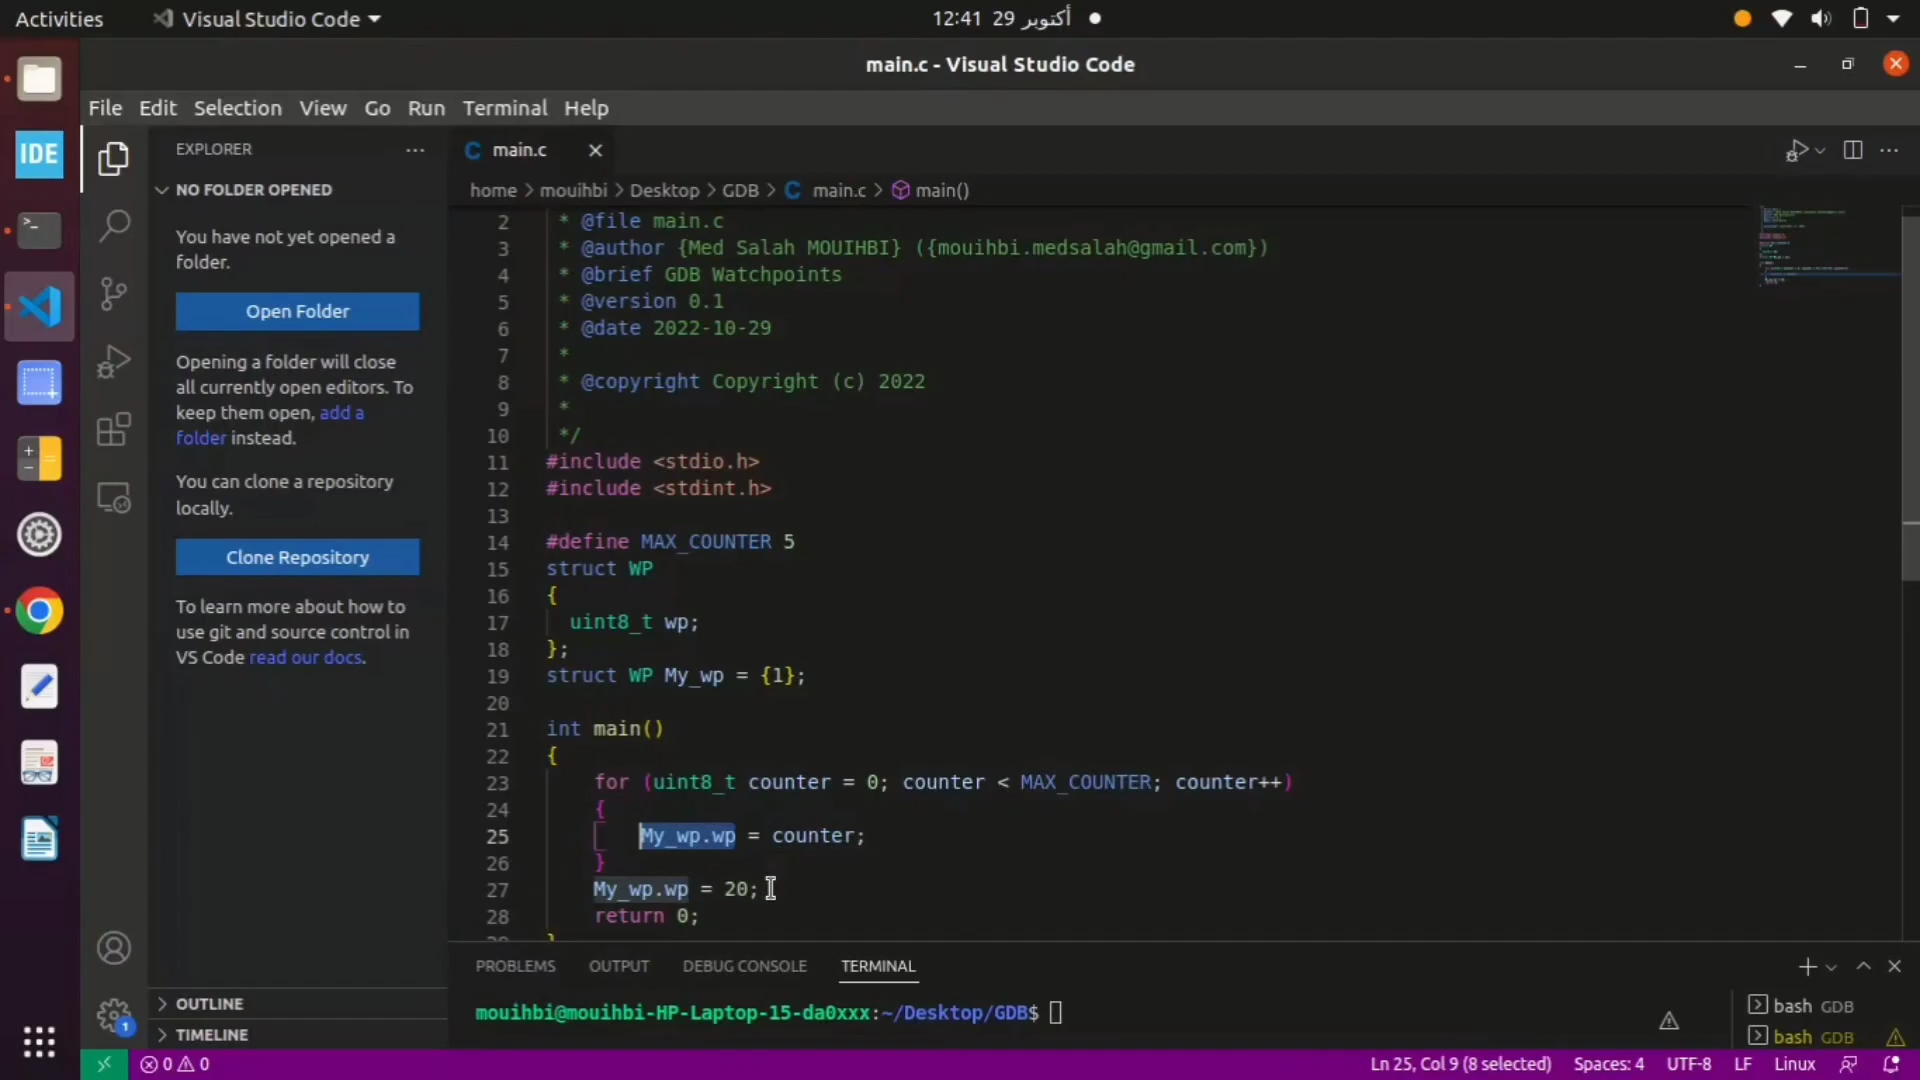 Activities Visual Studio Code 12:41 29 أكتوبر
main.c - Visual Studio Code
File Edit Selection View Go Run Terminal Help
IDE
EXPLORER
NO FOLDER OPENED
You have not yet opened a
folder.
Open Folder
Opening a folder will close
all currently open editors. To
keep them open, add a
folder instead.
You can clone a repository
locally.
Clone Repository
To learn more about how to
use git and source control in
VS Code read our docs.
OUTLINE
TIMELINE
C main.c
home > mouihbi > Desktop > GDB > C main.c > main()
2 * @file main.c
3 * @author {Med Salah MOUIHBI} ({mouihbi.medsalah@gmail.com})
4 * @brief GDB Watchpoints
5 * @version 0.1
6 * @date 2022-10-29
7 *
8 * @copyright Copyright (c) 2022
9 *
10 */
11 #include <stdio.h>
12 #include <stdint.h>
13
14 #define MAX_COUNTER 5
15 struct WP
16 {
17 uint8_t wp;
18 };
19 struct WP My_wp = {1};
20
21 int main()
22 {
23 for (uint8_t counter = 0; counter < MAX_COUNTER; counter++)
24 {
25 My_wp.wp = counter;
26 }
27 My_wp.wp = 20;
28 return 0;
PROBLEMS OUTPUT DEBUG CONSOLE TERMINAL
mouihbi@mouihbi-HP-Laptop-15-da0xxx:~/Desktop/GDB$
bash GDB
bash GDB
1
0 0 Ln 25, Col 9 (8 selected) Spaces: 4 UTF-8 LF Linux